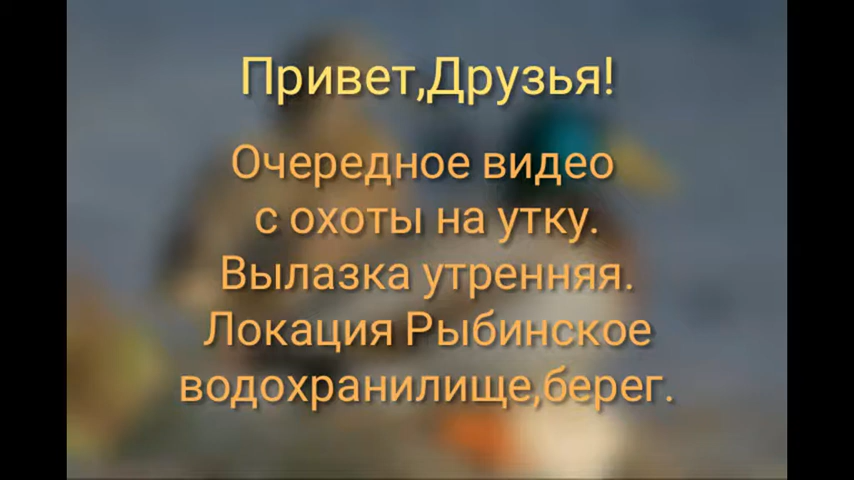 Привет,Друзья!
Очередное видео
с охоты на утку.
Вылазка утренняя.
Локация Рыбинское
водохранилище,берег.